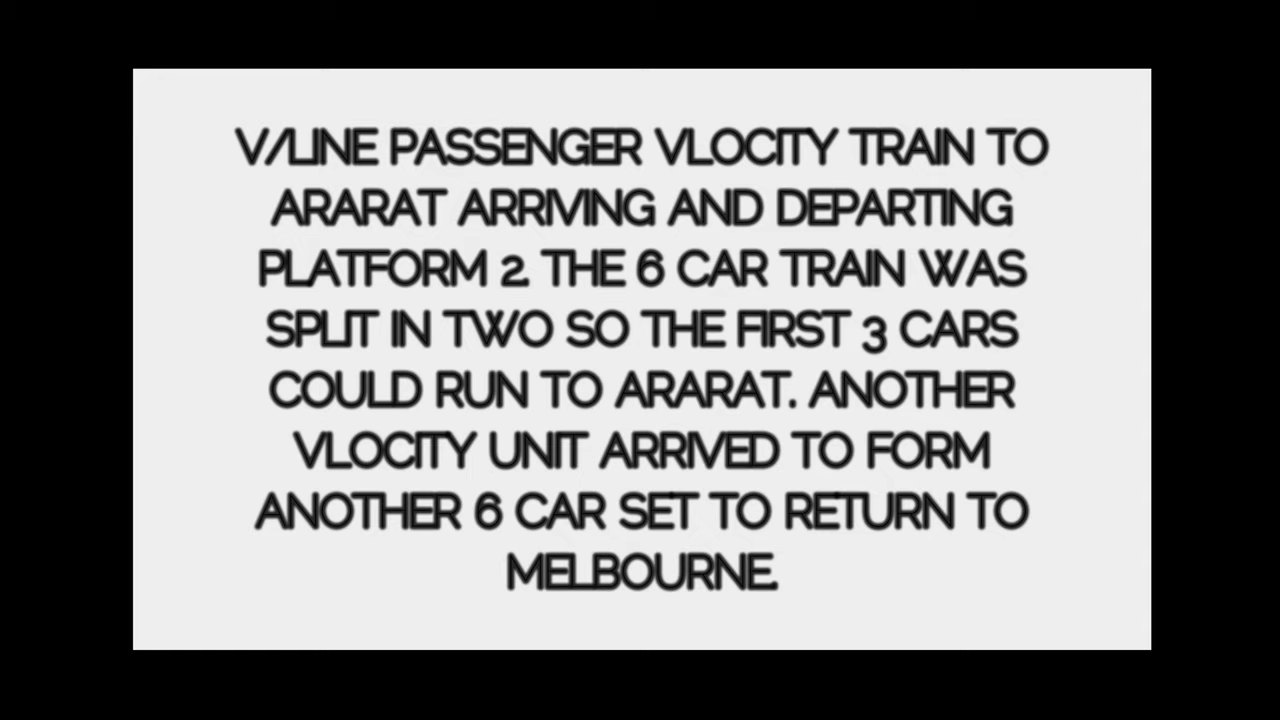 V/LINE PASSENGER VLOCITY TRAIN TO
ARARAT ARRIVING AND DEPARTING
PLATFORM 2. THE 6 CAR TRAIN WAS
SPLIT IN TWO SO THE FIRST 3 CARS
COULD RUN TO ARARAT. ANOTHER
VLOCITY UNIT ARRIVED TO FORM
ANOTHER 6 CAR SET TO RETURN TO
MELBOURNE.